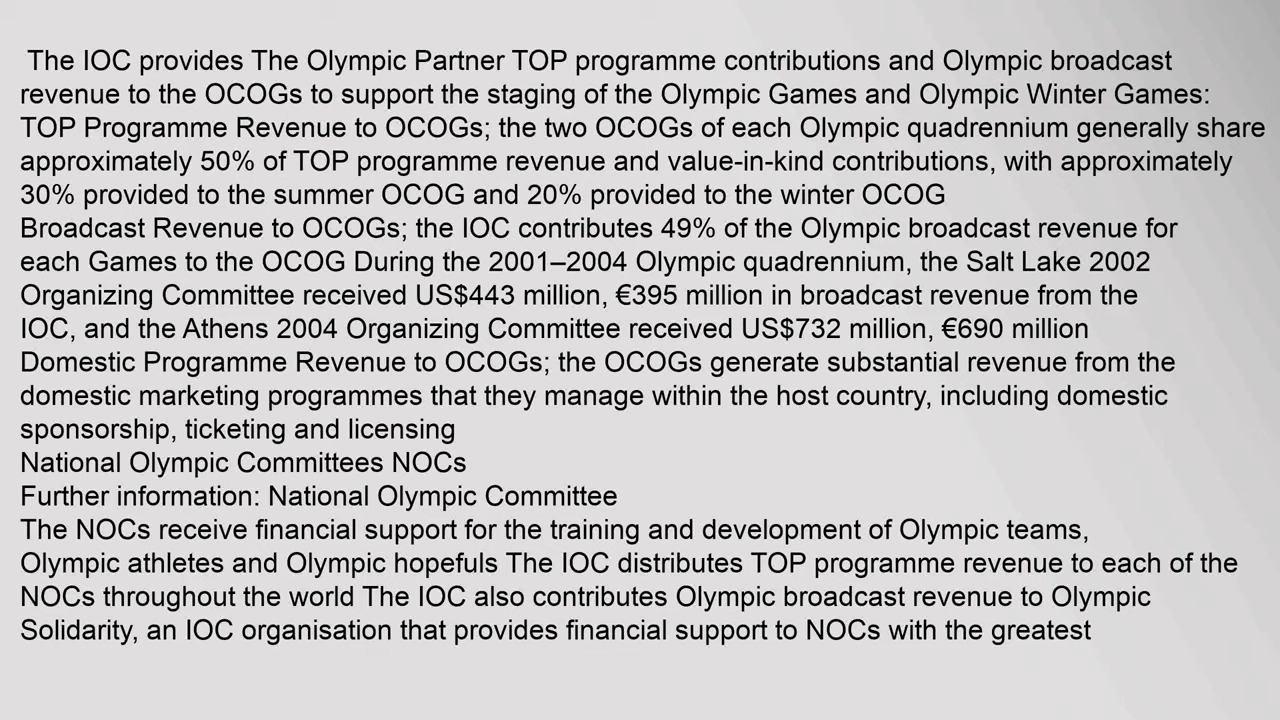 The IOC provides The Olympic Partner TOP programme contributions and Olympic broadcast
revenue to the OCOGs to support the staging of the Olympic Games and Olympic Winter Games:
TOP Programme Revenue to OCOGs; the two OCOGs of each Olympic quadrennium generally share
approximately 50% of TOP programme revenue and value-in-kind contributions, with approximately
30% provided to the summer OCOG and 20% provided to the winter OCOG
Broadcast Revenue to OCOGs; the IOC contributes 49% of the Olympic broadcast revenue for
each Games to the OCOG During the 2001–2004 Olympic quadrennium, the Salt Lake 2002
Organizing Committee received US$443 million, €395 million in broadcast revenue from the
IOC, and the Athens 2004 Organizing Committee received US$732 million, €690 million
Domestic Programme Revenue to OCOGs; the OCOGs generate substantial revenue from the
domestic marketing programmes that they manage within the host country, including domestic
sponsorship, ticketing and licensing
National Olympic Committees NOCs
Further information: National Olympic Committee
The NOCs receive financial support for the training and development of Olympic teams,
Olympic athletes and Olympic hopefuls The IOC distributes TOP programme revenue to each of the
NOCs throughout the world The IOC also contributes Olympic broadcast revenue to Olympic
Solidarity, an IOC organisation that provides financial support to NOCs with the greatest